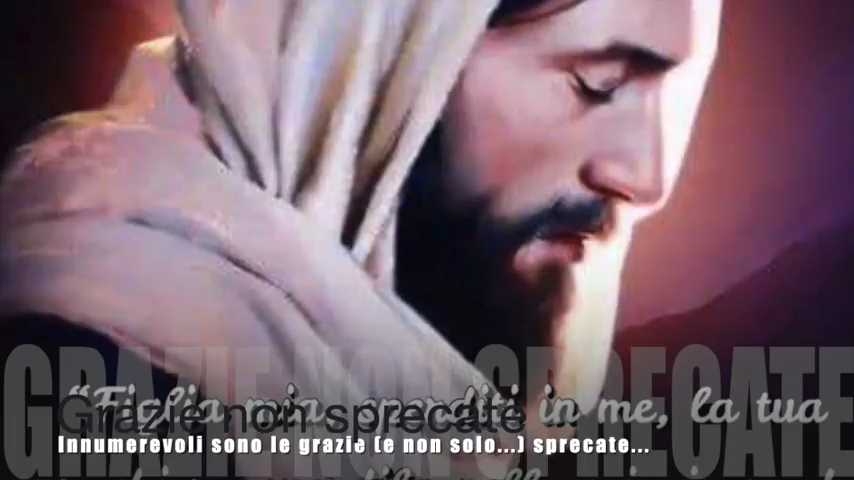 GRAZIE NON SPRECATE
“Figlia mia, in me, la tua
Grazie non sprecate
Innumerevoli sono le grazie (e non solo...) sprecate...